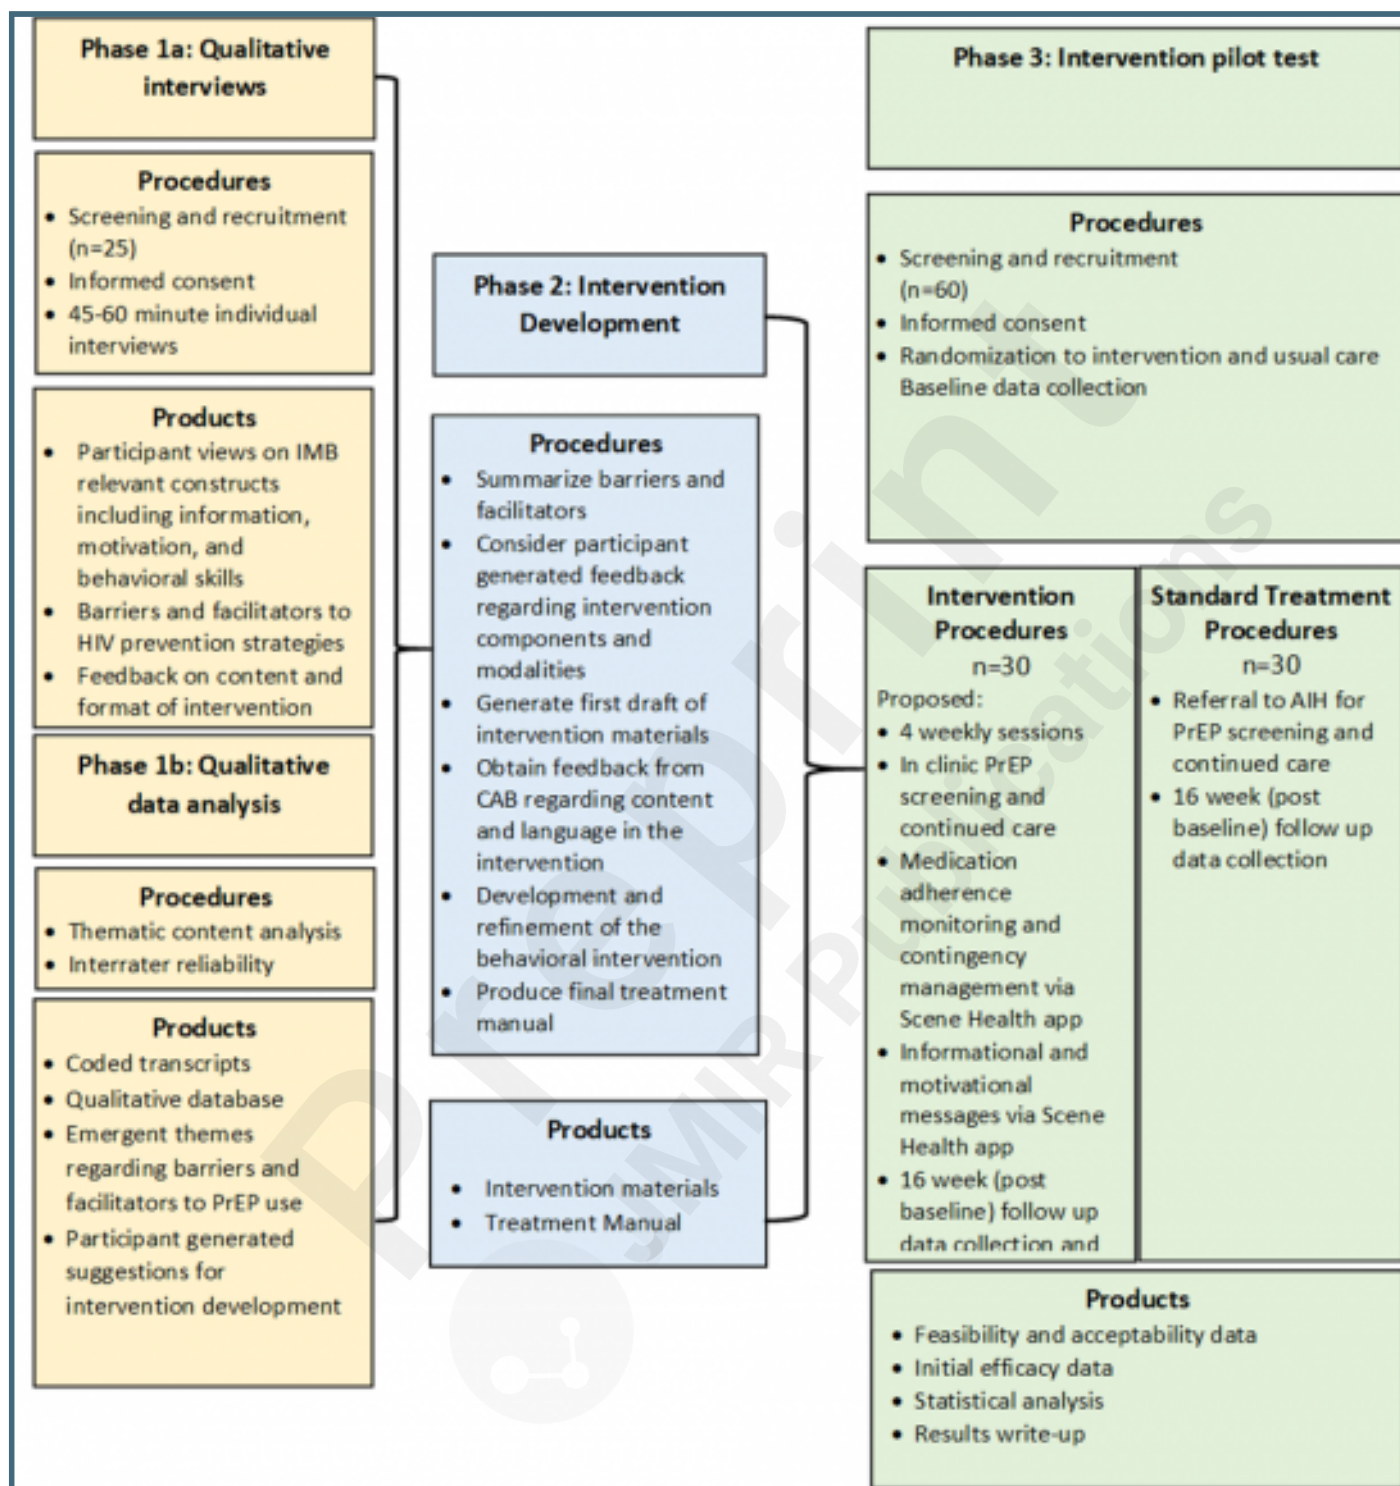 Phase 1a: Qualitative
interviews
Procedures
• Screening and recruitment
(n=25)
• Informed consent
• 45-60 minute individual
interviews
Products
• Participant views on IMB
relevant constructs
including information,
motivation, and
behavioral skills
• Barriers and facilitators to
HIV prevention strategies
• Feedback on content and
format of intervention
Phase 1b: Qualitative
data analysis
Procedures
• Thematic content analysis
• Interrater reliability
Products
• Coded transcripts
• Qualitative database
• Emergent themes
regarding barriers and
facilitators to PrEP use
• Participant generated
suggestions for
intervention development
Phase 2: Intervention
Development
Procedures
• Summarize barriers and
facilitators
• Consider participant
generated feedback
regarding intervention
components and
modalities
• Generate first draft of
intervention materials
• Obtain feedback from
CAB regarding content
and language in the
intervention
• Development and
refinement of the
behavioral intervention
• Produce final treatment
manual
Products
• Intervention materials
• Treatment Manual
Phase 3: Intervention pilot test
Procedures
• Screening and recruitment
(n=60)
• Informed consent
• Randomization to intervention and usual care
Baseline data collection
Intervention
Procedures
n=30
Proposed:
• 4 weekly sessions
• In clinic PrEP
screening and
continued care
• Medication
adherence
monitoring and
contingency
management via
Scene Health app
• Informational and
motivational
messages via Scene
Health app
• 16 week (post
baseline) follow up
data collection and
Standard Treatment
Procedures
n=30
• Referral to AIH for
PrEP screening and
continued care
• 16 week (post
baseline) follow up
data collection
Products
• Feasibility and acceptability data
• Initial efficacy data
• Statistical analysis
• Results write-up
Preprint
JMIR Publications